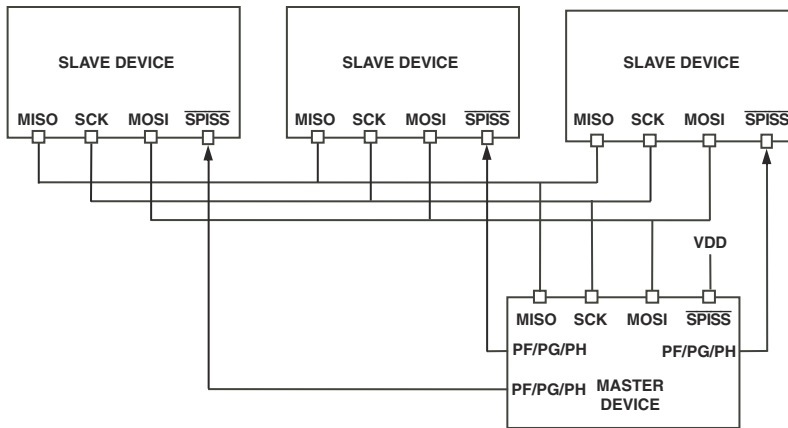 SLAVE DEVICE
SLAVE DEVICE
SLAVE DEVICE
MISO SCK MOSI SPISS
MISO SCK MOSI SPISS
MISO SCK MOSI SPISS
VDD
MISO SCK MOSI SPISS
PF/PG/PH PF/PG/PH
PF/PG/PH MASTER
DEVICE